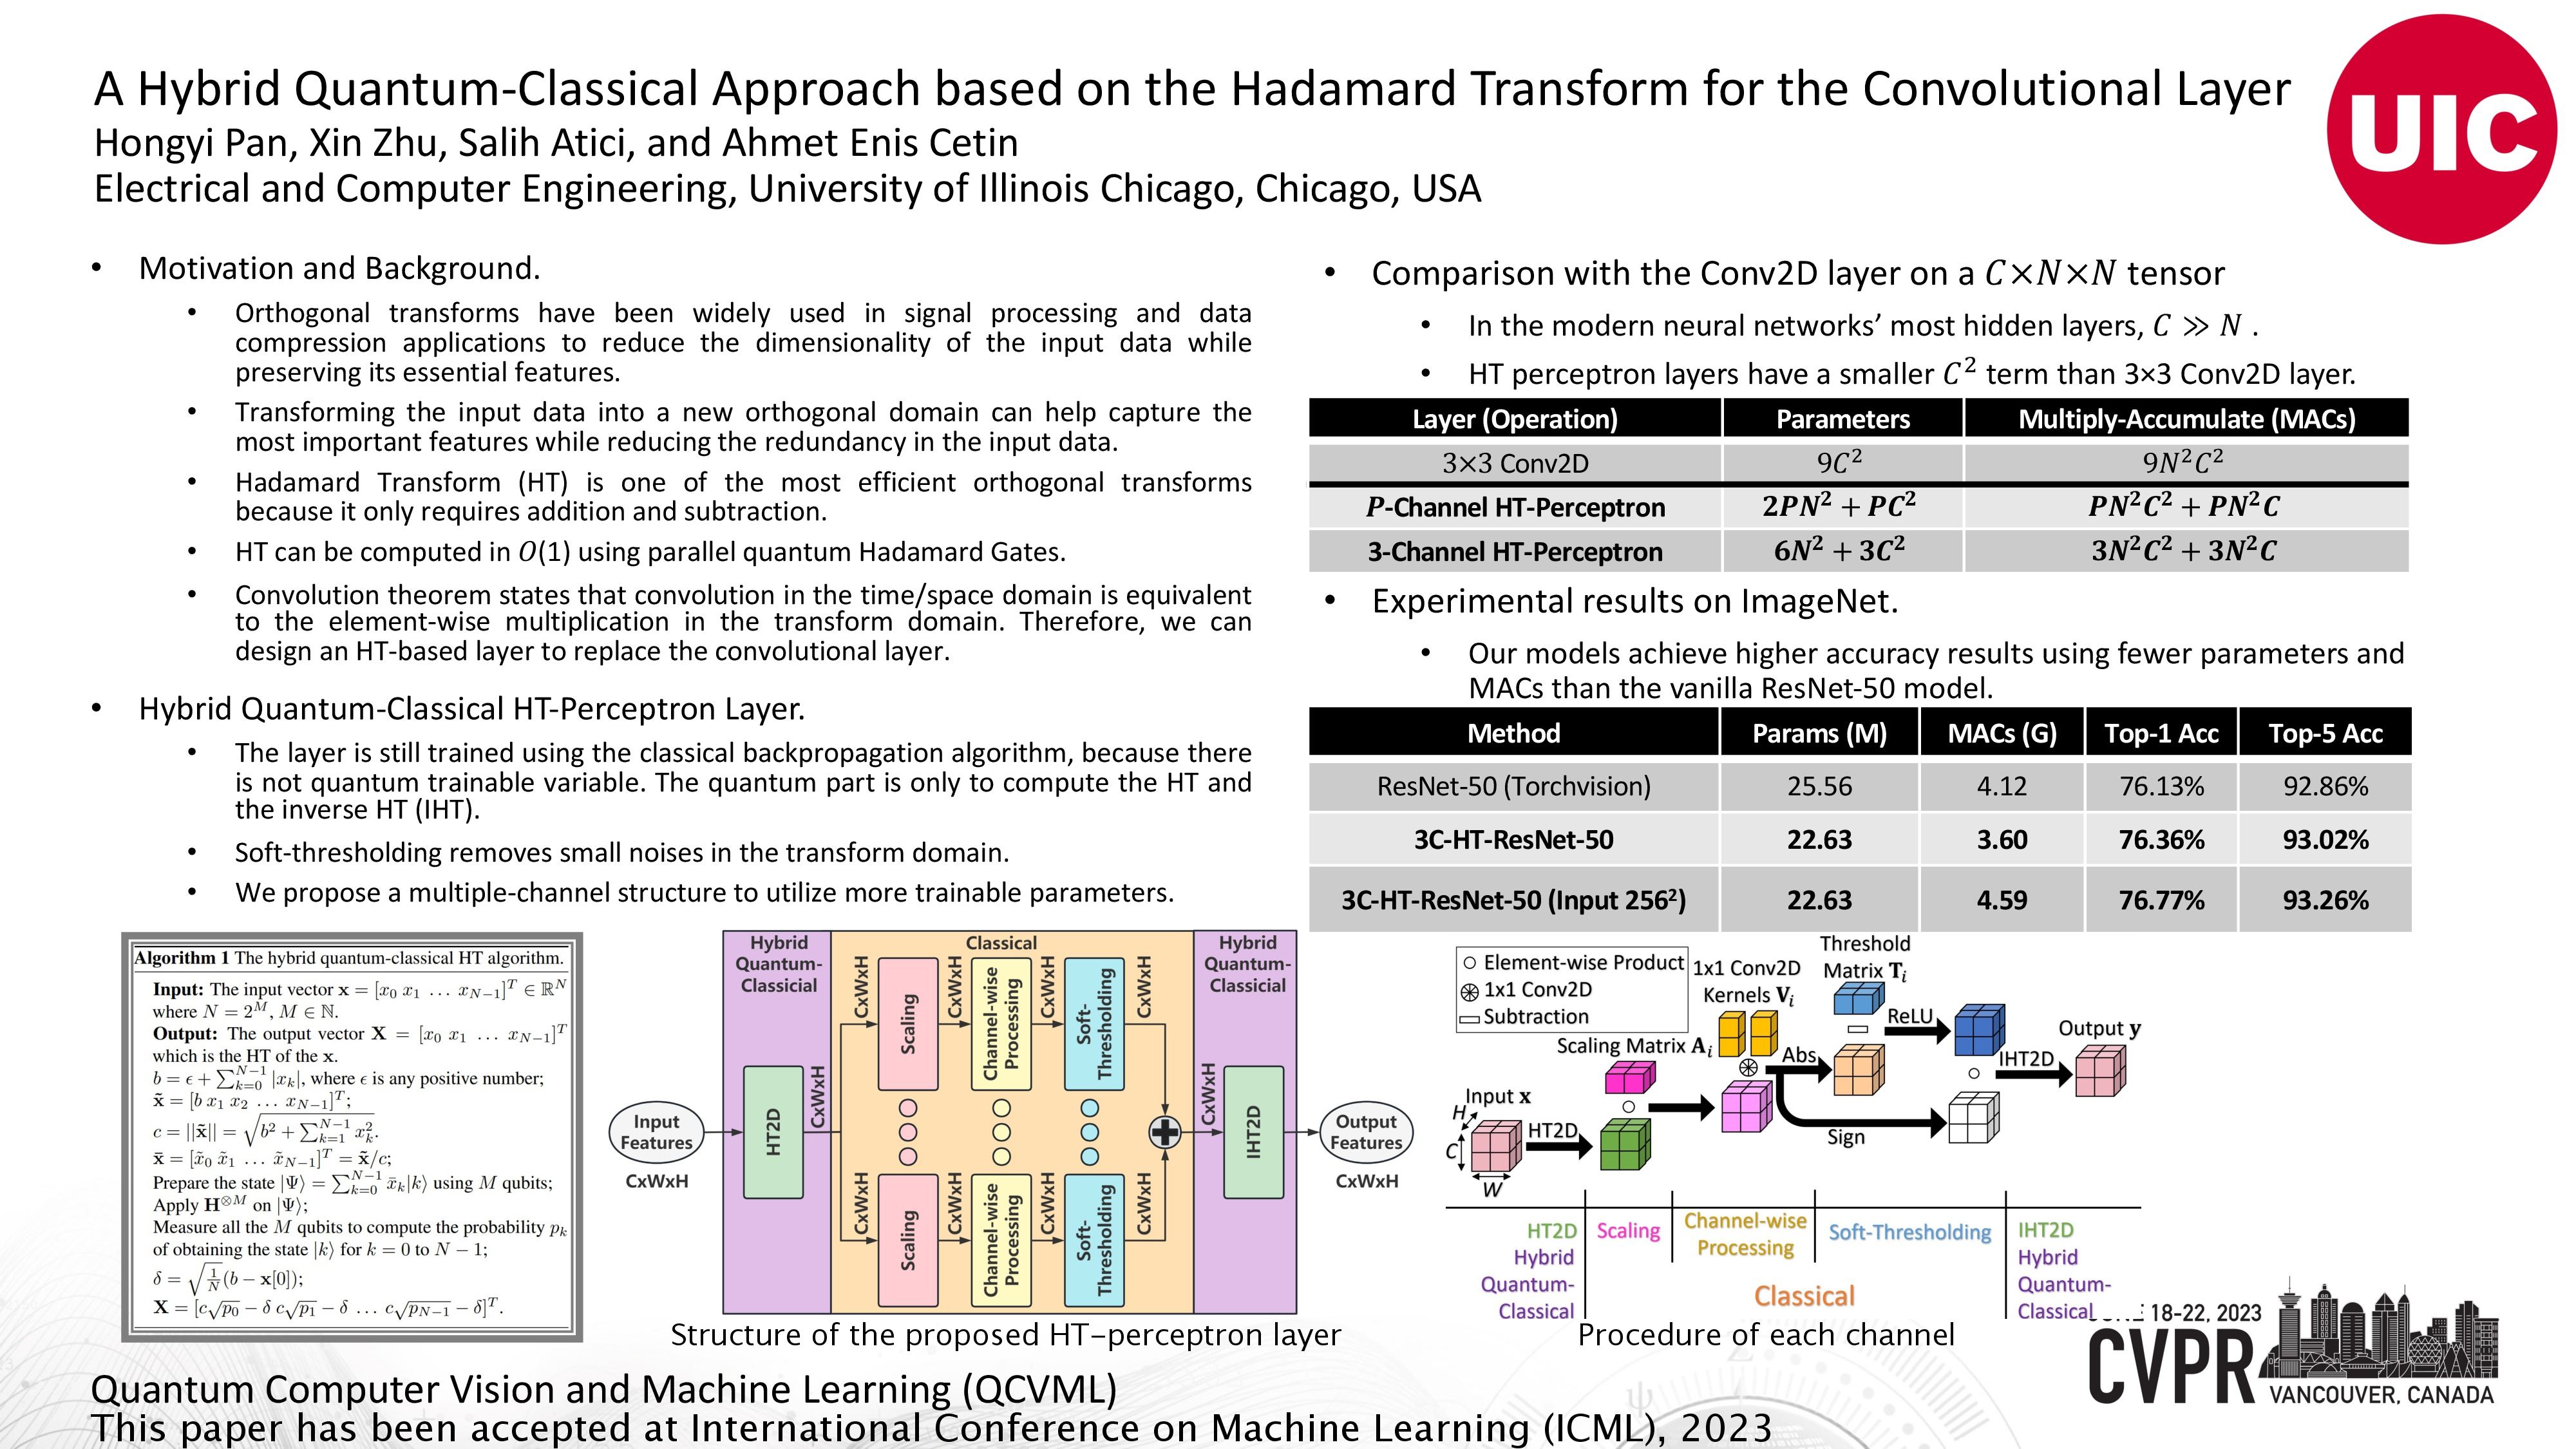 A Hybrid Quantum-Classical Approach based on the Hadamard Transform for the Convolutional Layer
Hongyi Pan, Xin Zhu, Salih Atici, and Ahmet Enis Cetin
Electrical and Computer Engineering, University of Illinois Chicago, Chicago, USA
UIC
• Motivation and Background.
• Orthogonal transforms have been widely used in signal processing and data
compression applications to reduce the dimensionality of the input data while
preserving its essential features.
• Transforming the input data into a new orthogonal domain can help capture the
most important features while reducing the redundancy in the input data.
• Hadamard Transform (HT) is one of the most efficient orthogonal transforms
because it only requires addition and subtraction.
• HT can be computed in O(1) using parallel quantum Hadamard Gates.
• Convolution theorem states that convolution in the time/space domain is equivalent
to the element-wise multiplication in the transform domain. Therefore, we can
design an HT-based layer to replace the convolutional layer.
• Hybrid Quantum-Classical HT-Perceptron Layer.
• The layer is still trained using the classical backpropagation algorithm, because there
is not quantum trainable variable. The quantum part is only to compute the HT and
the inverse HT (IHT).
• Soft-thresholding removes small noises in the transform domain.
• We propose a multiple-channel structure to utilize more trainable parameters.
• Comparison with the Conv2D layer on a C×N×N tensor
• In the modern neural networks’ most hidden layers, C ≫ N .
• HT perceptron layers have a smaller C² term than 3×3 Conv2D layer.
Layer (Operation) Parameters Multiply-Accumulate (MACs)
3×3 Conv2D 9C² 9N²C²
P-Channel HT-Perceptron 2PN² + PC² PN²C² + PN²C
3-Channel HT-Perceptron 6N² + 3C² 3N²C² + 3N²C
• Experimental results on ImageNet.
• Our models achieve higher accuracy results using fewer parameters and
MACs than the vanilla ResNet-50 model.
Method Params (M) MACs (G) Top-1 Acc Top-5 Acc
ResNet-50 (Torchvision) 25.56 4.12 76.13% 92.86%
3C-HT-ResNet-50 22.63 3.60 76.36% 93.02%
3C-HT-ResNet-50 (Input 256²) 22.63 4.59 76.77% 93.26%
Algorithm 1 The hybrid quantum-classical HT algorithm.
Input: The input vector x = [x₀ x₁ … x_{N−1}]ᵀ ∈ ℝᴺ
where N = 2ᴹ, M ∈ ℕ.
Output: The output vector X = [x₀ x₁ … x_{N−1}]ᵀ
which is the HT of the x.
b = ϵ + ∑_{k=0}^{N−1} |x_k|, where ϵ is any positive number;
x̃ = [b x₁ x₂ … x_{N−1}]ᵀ;
c = ||x̃|| = √(b² + ∑_{k=1}^{N−1} x_k²).
x̄ = [x̃₀ x̃₁ … x̃_{N−1}]ᵀ = x̃/c;
Prepare the state |Ψ⟩ = ∑_{k=0}^{N−1} x̄_k|k⟩ using M qubits;
Apply H^{⊗M} on |Ψ⟩;
Measure all the M qubits to compute the probability p_k
of obtaining the state |k⟩ for k = 0 to N − 1;
δ = √(1/N)(b − x[0]);
X = [c√p₀ − δ c√p₁ − δ … c√p_{N−1} − δ]ᵀ.
Hybrid
Quantum-
Classicial
Classical
Hybrid
Quantum-
Classicial
Input
Features
CxWxH
HT2D
CxWxH
CxWxH
Scaling
CxWxH
Channel-wise
Processing
CxWxH
Soft-
Thresholding
CxWxH
CxWxH
Scaling
CxWxH
Channel-wise
Processing
CxWxH
Soft-
Thresholding
CxWxH
CxWxH
IHT2D
Output
Features
CxWxH
Structure of the proposed HT-perceptron layer
Element-wise Product
1x1 Conv2D
Subtraction
1x1 Conv2D
Kernels Vᵢ
Threshold
Matrix Tᵢ
Scaling Matrix Aᵢ
Abs
ReLU
Output y
IHT2D
Input x
H
C
W
HT2D
Sign
HT2D
Hybrid
Quantum-
Classical
Scaling
Channel-wise
Processing
Soft-Thresholding
Classical
IHT2D
Hybrid
Quantum-
Classical
Procedure of each channel
18-22, 2023
CVPR
VANCOUVER, CANADA
Quantum Computer Vision and Machine Learning (QCVML)
This paper has been accepted at International Conference on Machine Learning (ICML), 2023